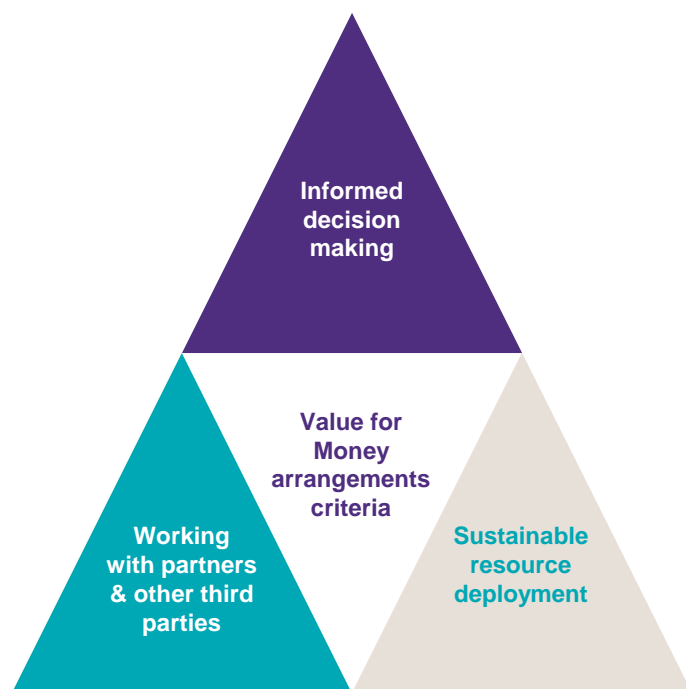 Informed
decision
making
Value for
Money
arrangements
criteria
Working
with partners
& other third
parties
Sustainable
resource
deployment